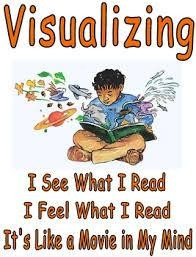 Visualizing
I See What I Read
I Feel What I Read
It's Like a Movie in My Mind